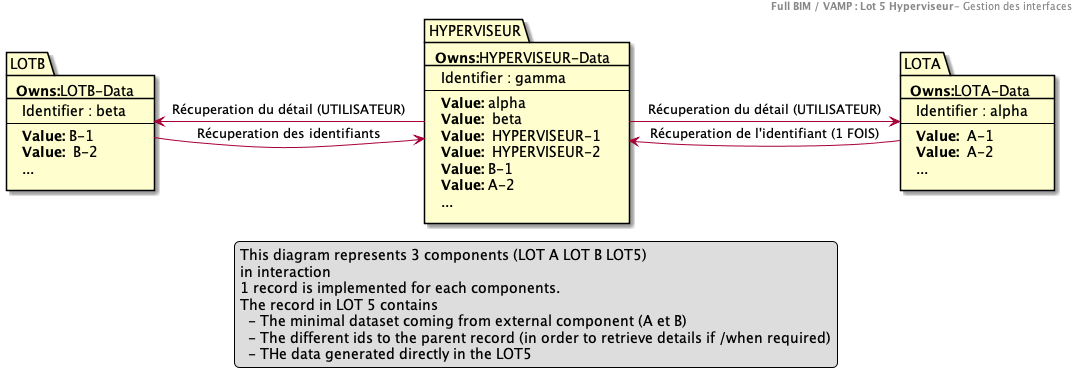 Full BIM / VAMP : Lot 5 Hyperviseur– Gestion des interfaces
LOTB
Owns:LOTB-Data
Identifier : beta
Value: B-1
Value: B-2
...
Récuperation du détail (UTILISATEUR)
Récuperation des identifiants
HYPERVISEUR
Owns:HYPERVISEUR-Data
Identifier : gamma
Value: alpha
Value: beta
Value: HYPERVISEUR-1
Value: HYPERVISEUR-2
Value: B-1
Value: A-2
...
Récuperation du détail (UTILISATEUR)
Récuperation de l'identifiant (1 FOIS)
LOTA
Owns:LOTA-Data
Identifier : alpha
Value: A-1
Value: A-2
...
This diagram represents 3 components (LOT A LOT B LOT5)
in interaction
1 record is implemented for each components.
The record in LOT 5 contains
- The minimal dataset coming from external component (A et B)
- The different ids to the parent record (in order to retrieve details if /when required)
- THe data generated directly in the LOT5